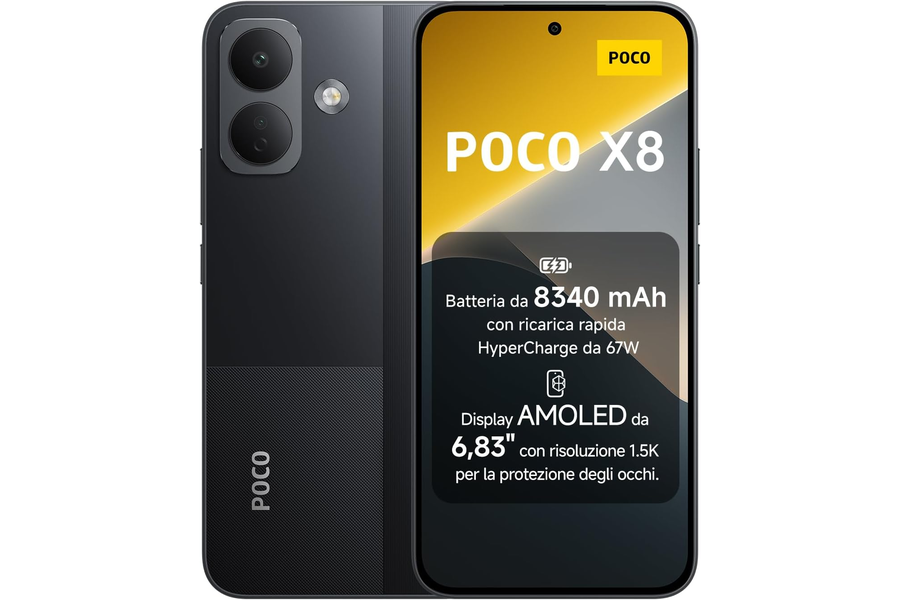 POCO
POCO X8
Batteria da 8340 mAh
con ricarica rapida
HyperCharge da 67W
Display AMOLED da
6,83" con risoluzione 1.5K
per la protezione degli occhi.
POCO